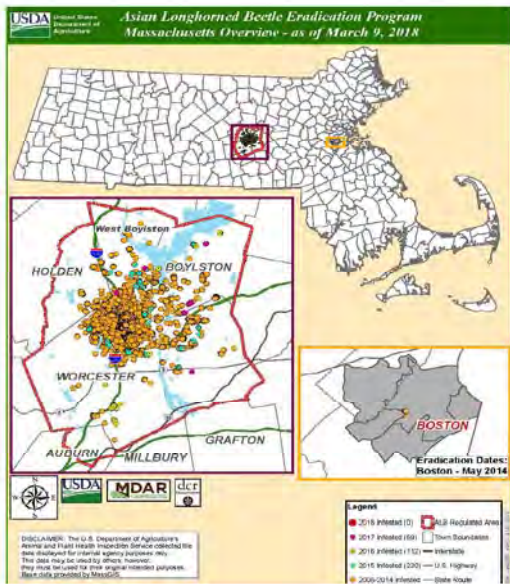 USDA
United States
Department of
Agriculture
Asian Longhorned Beetle Eradication Program
Massachusetts Overview - as of March 9, 2018
West Boylston
HOLDEN
BOYLSTON
WORCESTER
AUBURN
MILLBURY
GRAFTON
BOSTON
Eradication Dates:
Boston - May 2014
USDA
MDAR
dcr
DISCLAIMER: The U.S. Department of Agriculture's
Animal and Plant Health Inspection Service collected the
data displayed for internal agency purposes only.
This data may be used by others, however,
they must be used for their original intended purposes.
Base data provided by MassGIS.
Legend
2018 Infested (0)
2017 Infested (69)
2016 Infested (112)
2015 Infested (230)
2008-2014 Infested
ALB Regulated Area
Town Boundaries
Interstate
U.S. Highway
State Route